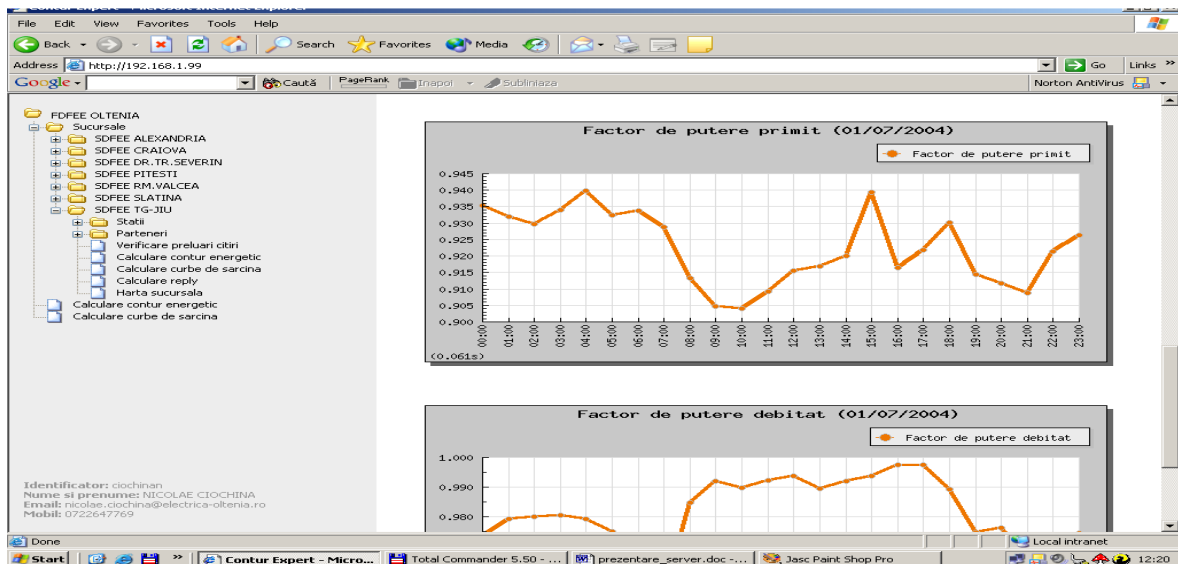 Contur Expert - Microsoft Internet Explorer
File Edit View Favorites Tools Help
Back Search Favorites Media
Address http://192.168.1.99 Go Links »
Google Caută PageRank Inapoi Subliniaza Norton AntiVirus
FDFEE OLTENIA
Sucursale
SDFEE ALEXANDRIA
SDFEE CRAIOVA
SDFEE DR.TR.SEVERIN
SDFEE PITESTI
SDFEE RM.VALCEA
SDFEE SLATINA
SDFEE TG-JIU
Statii
Parteneri
Verificare preluari citiri
Calculare contur energetic
Calculare curbe de sarcina
Calculare reply
Harta sucursala
Calculare contur energetic
Calculare curbe de sarcina
Identificator: ciochinan
Nume si prenume: NICOLAE CIOCHINA
Email: nicolae.ciochina@electrica-oltenia.ro
Mobil: 0722647769
Factor de putere primit (01/07/2004)
Factor de putere primit
0.945
0.940
0.935
0.930
0.925
0.920
0.915
0.910
0.905
0.900
00:00 01:00 02:00 03:00 04:00 05:00 06:00 07:00 08:00 09:00 10:00 11:00 12:00 13:00 14:00 15:00 16:00 17:00 18:00 19:00 20:00 21:00 22:00 23:00
(0.061s)
Factor de putere debitat (01/07/2004)
Factor de putere debitat
1.000
0.990
0.980
Done Local intranet
Start » Contur Expert - Micro... Total Commander 5.50 - ... prezentare_server.doc -... Jasc Paint Shop Pro 12:20